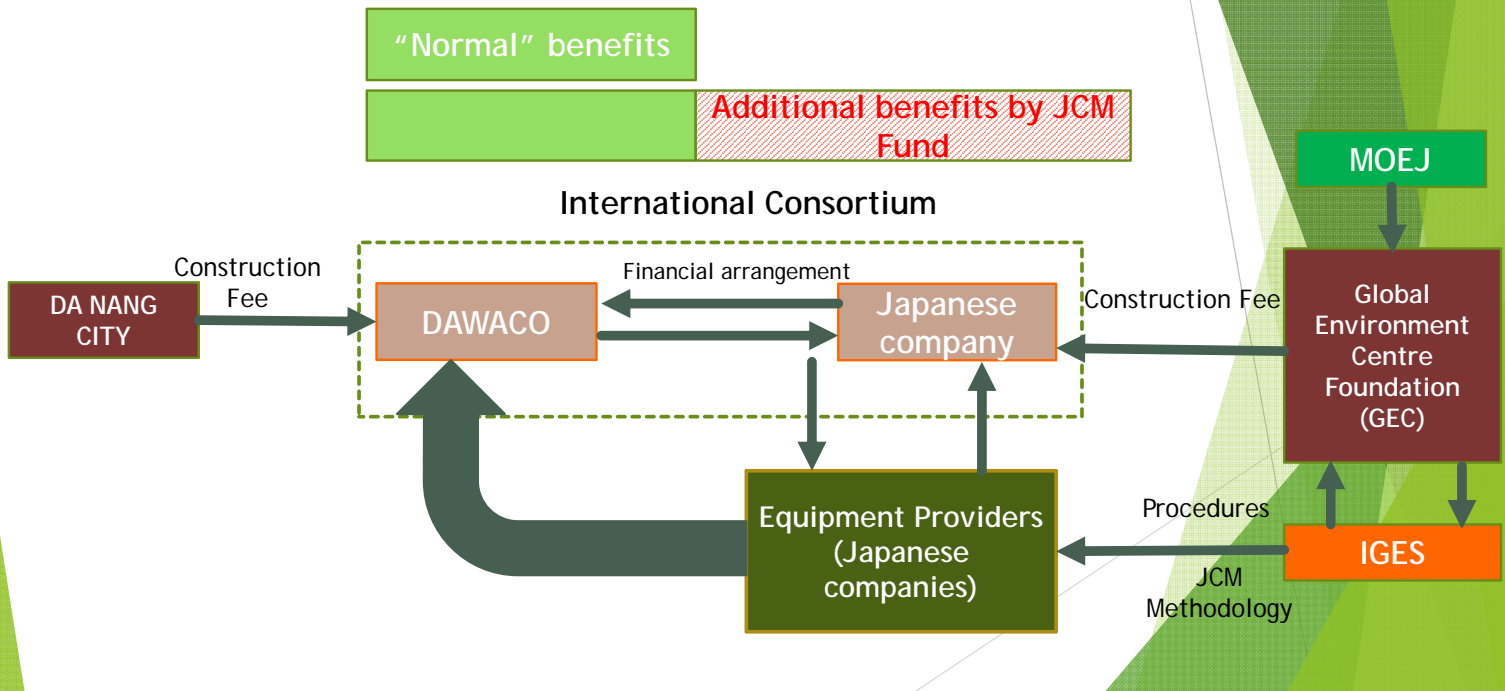 “Normal” benefits
Additional benefits by JCM
Fund
MOEJ
International Consortium
Construction
Fee
Financial arrangement
DA NANG
CITY
DAWACO
Japanese
company
Construction Fee
Global
Environment
Centre
Foundation
(GEC)
Equipment Providers
(Japanese
companies)
Procedures
JCM
Methodology
IGES